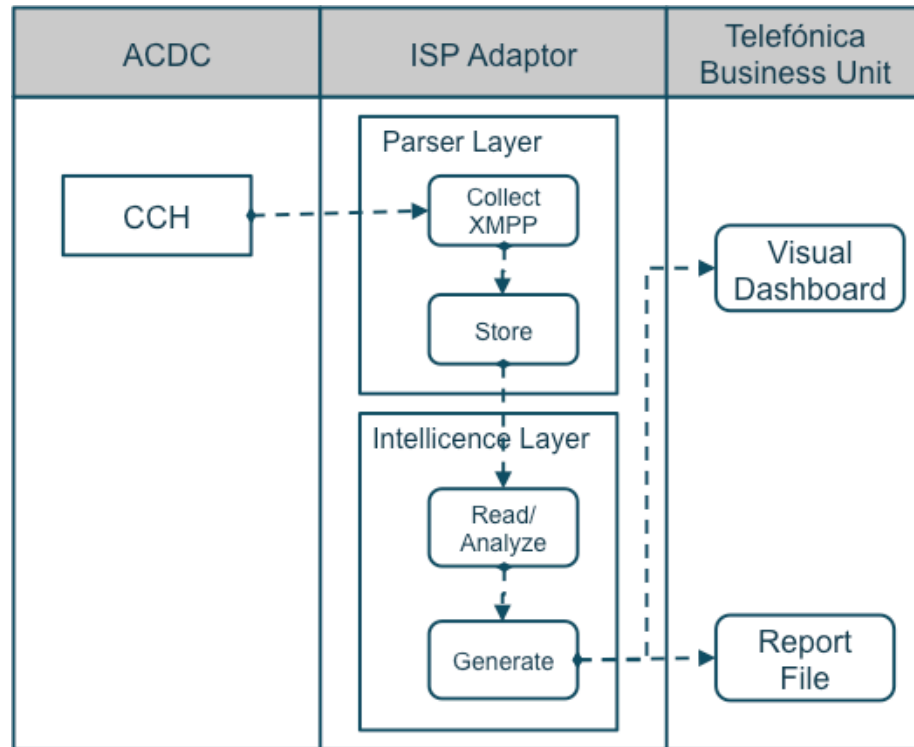 ACDC
ISP Adaptor
Telefónica
Business Unit
Parser Layer
CCH
Collect
XMPP
Store
Visual
Dashboard
Intellicence Layer
Read/
Analyze
Generate
Report
File